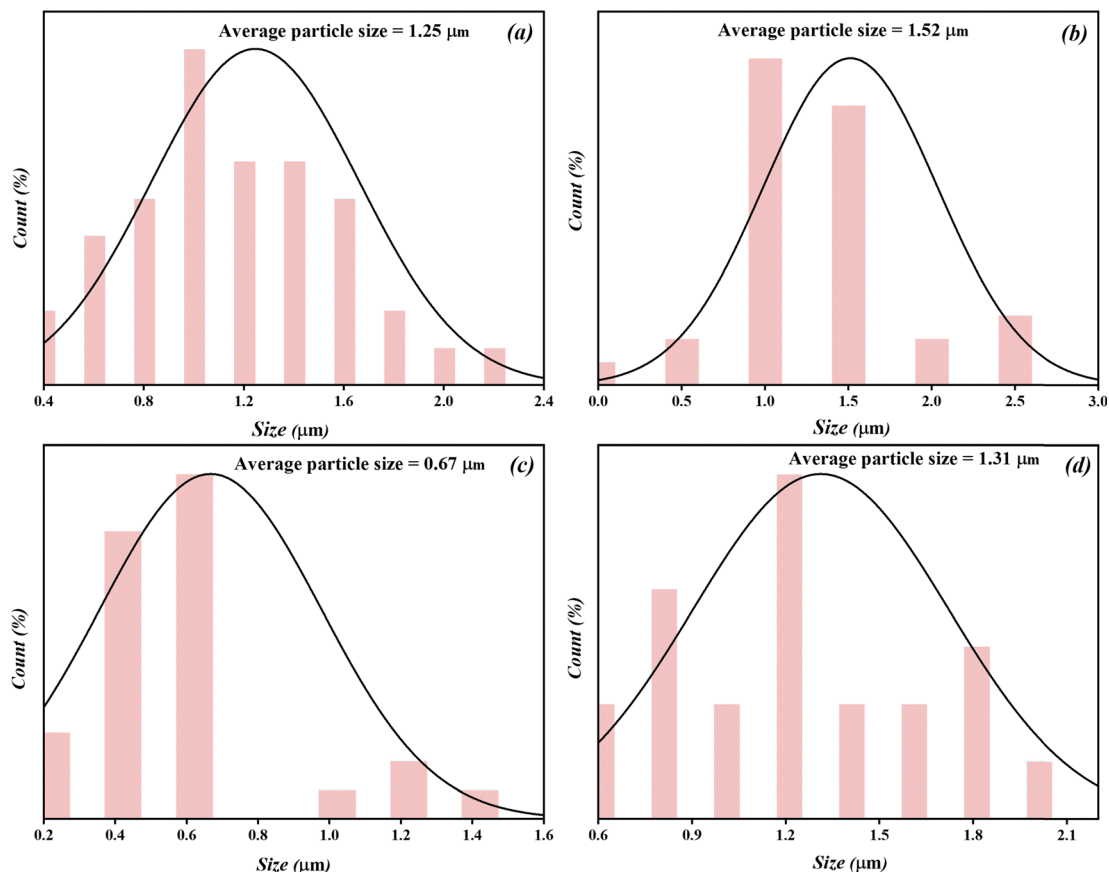 Average particle size = 1.25 μm
(a)
Count (%)
0.4 0.8 1.2 1.6 2.0 2.4
Size (μm)
Average particle size = 1.52 μm
(b)
Count (%)
0.0 0.5 1.0 1.5 2.0 2.5 3.0
Size (μm)
Average particle size = 0.67 μm
(c)
Count (%)
0.2 0.4 0.6 0.8 1.0 1.2 1.4 1.6
Size (μm)
Average particle size = 1.31 μm
(d)
Count (%)
0.6 0.9 1.2 1.5 1.8 2.1
Size (μm)